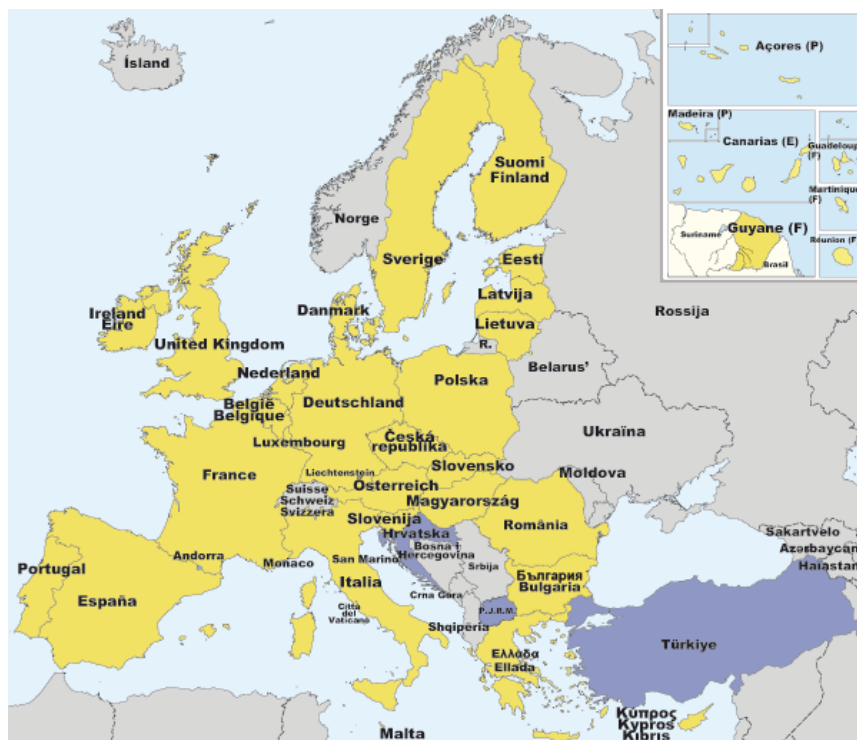 Ísland
Açores (P)
Madeira (P)
Canarias (E)
Guadeloup
(F)
Martinique
(F)
Guyane (F)
Suriname
Brasil
Réunion (F)
Suomi
Finland
Norge
Sverige
Eesti
Latvija
Lietuva
R.
Rossija
Danmark
Ireland
Éire
United Kingdom
Nederland
België
Belgique
Deutschland
Polska
Belarus'
Luxembourg
Česká
republika
Ukraïna
Slovensko
France
Liechtenstein
Österreich
Moldova
Suisse
Schweiz
Svizzera
Magyarország
Slovenija
România
Hrvatska
Bosna i
Hercegovina
Sakartvelo
Azərbaycan
Haiastan
Andorra
Monaco
San Marino
Srbija
Portugal
España
Italia
Città
del
Vaticano
Crna Gora
България
Bulgaria
P.J.R.M.
Shqipëria
Ελλάδα
Ellada
Türkiye
Malta
Κύπρος
Kypros
Kıbrıs